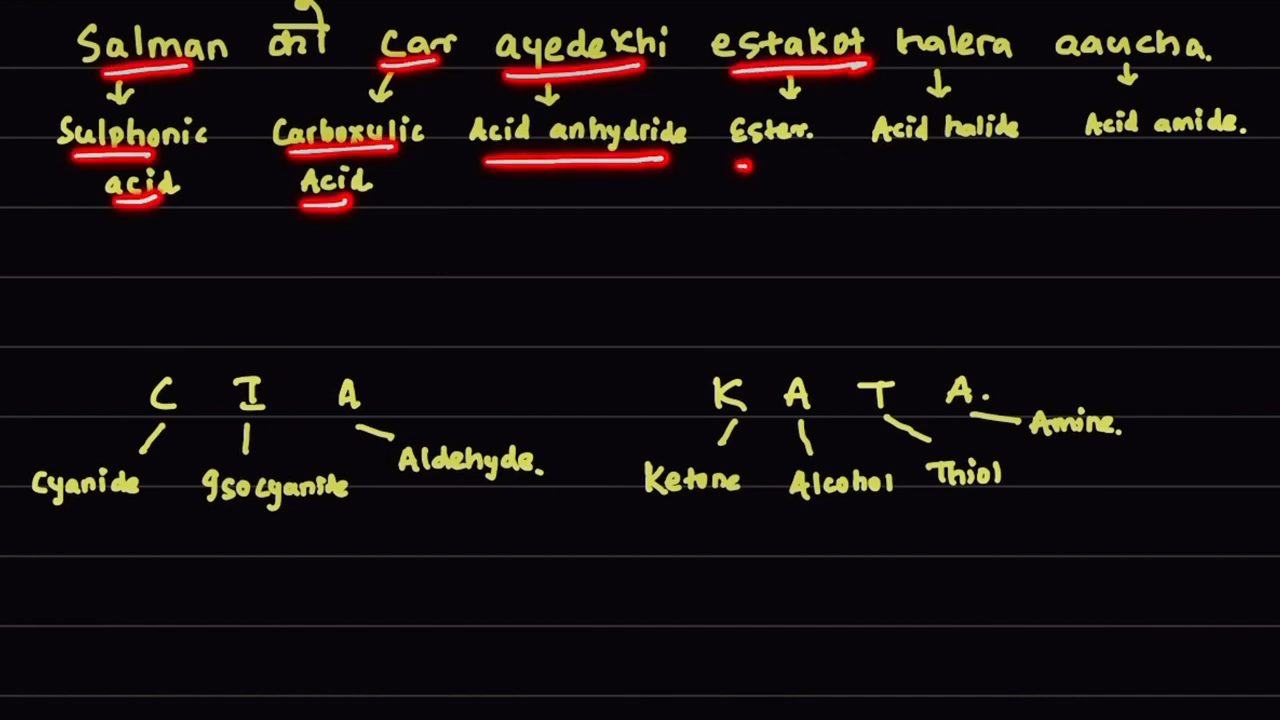 Salman को car ayedekhi estakot halera aaucha.
Sulphonic acid Carboxylic Acid Acid anhydride Ester. Acid halide Acid amide.
C I A K A T A.
Cyanide Isocyanide Aldehyde. Ketone Alcohol Thiol Amine.